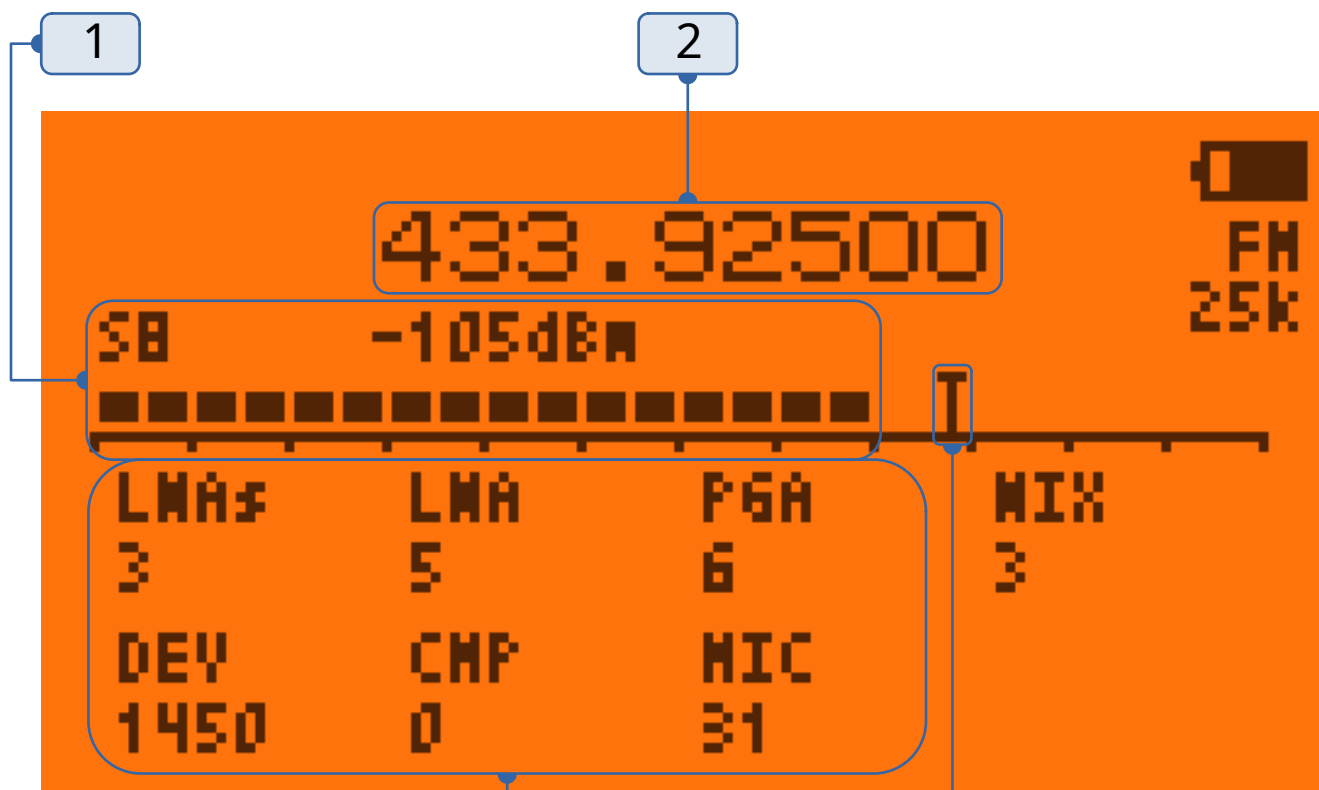 1 2
433.92500
FM
25k
S8 -105dBm
LNAs LNA PGA MIX
3 5 6 3
DEV CMP MIC
1450 0 31